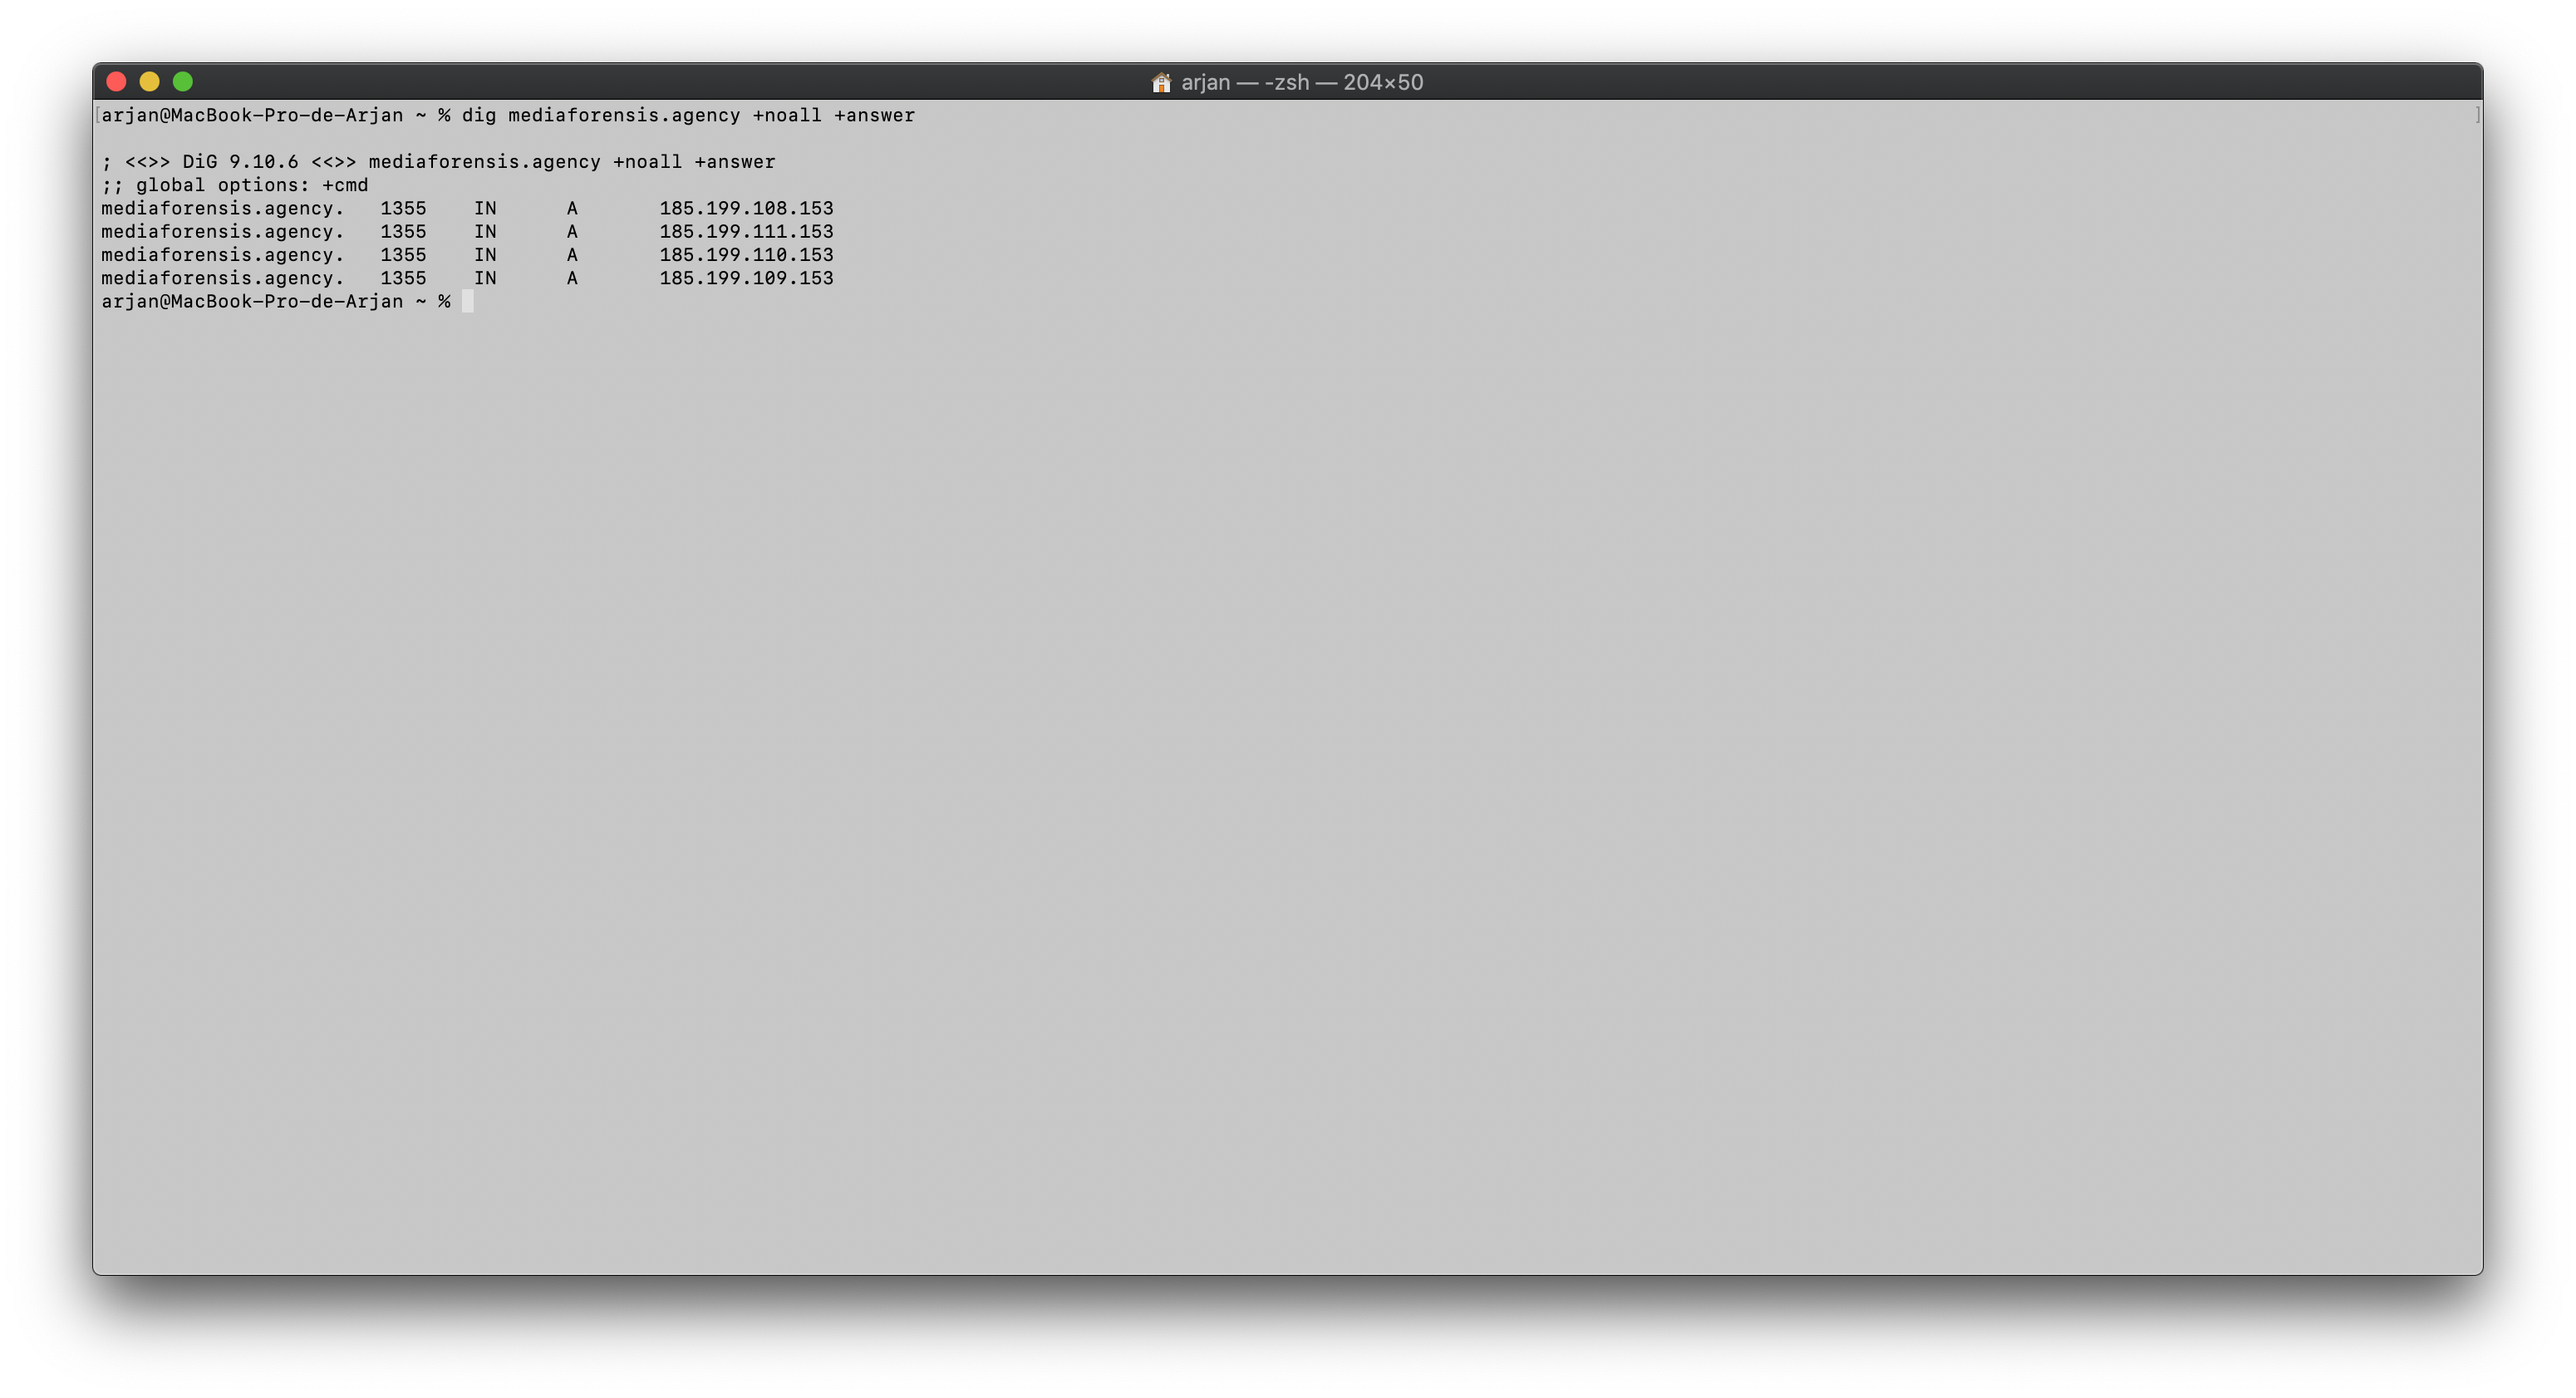 arjan — -zsh — 204×50
[arjan@MacBook-Pro-de-Arjan ~ % dig mediaforensis.agency +noall +answer ]
; <<>> DiG 9.10.6 <<>> mediaforensis.agency +noall +answer
;; global options: +cmd
mediaforensis.agency. 1355 IN A 185.199.108.153
mediaforensis.agency. 1355 IN A 185.199.111.153
mediaforensis.agency. 1355 IN A 185.199.110.153
mediaforensis.agency. 1355 IN A 185.199.109.153
arjan@MacBook-Pro-de-Arjan ~ %